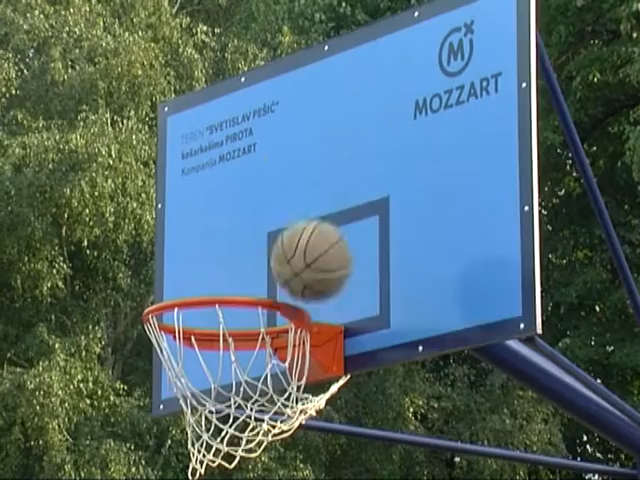 TEREN "SVETISLAV PEŠIĆ"
košarkašima PIROTA
Kompanija MOZZART
M
MOZZART